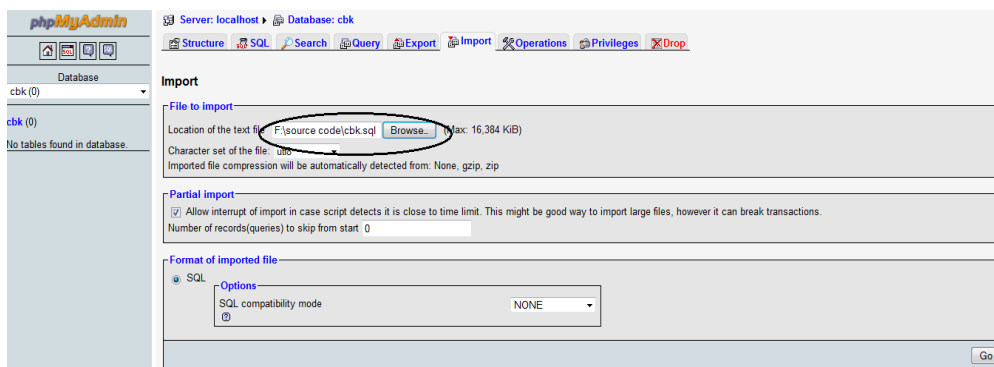 phpMyAdmin
Server: localhost ▸ Database: cbk
Structure SQL Search Query Export Import Operations Privileges Drop
SQL
Database
cbk (0)
cbk (0)
No tables found in database.
Import
File to import
Location of the text file F:\source code\cbk.sql Browse.. (Max: 16,384 KiB)
Character set of the file: utf8
Imported file compression will be automatically detected from: None, gzip, zip
Partial import
Allow interrupt of import in case script detects it is close to time limit. This might be good way to import large files, however it can break transactions.
Number of records(queries) to skip from start 0
Format of imported file
SQL
Options
SQL compatibility mode NONE
Go